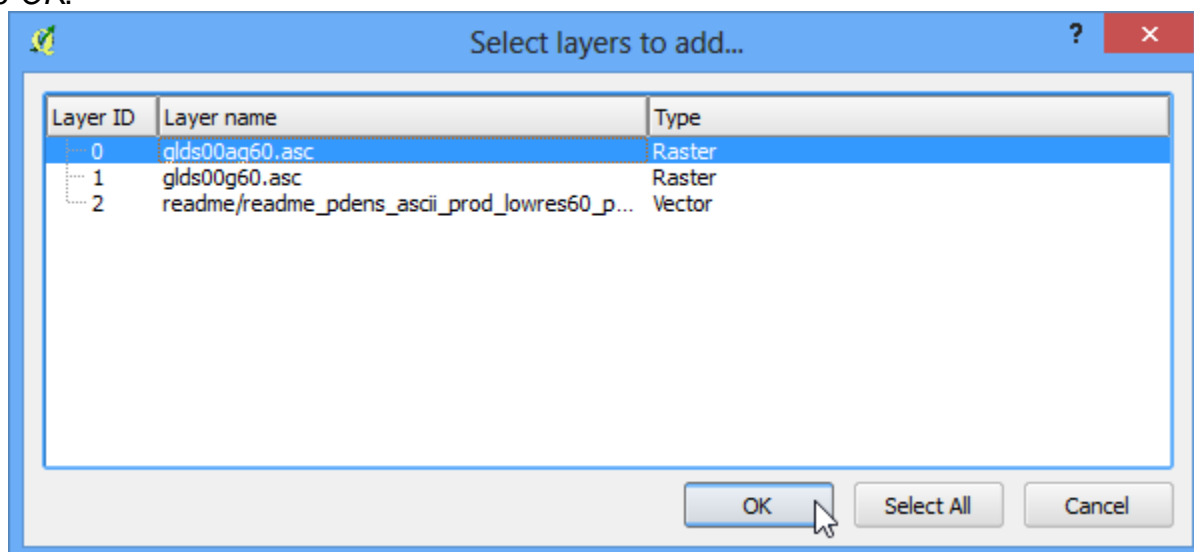 OK.
Select layers to add...
?
Layer ID Layer name Type
0 glds00ag60.asc Raster
1 glds00g60.asc Raster
2 readme/readme_pdens_ascii_prod_lowres60_p... Vector
OK Select All Cancel